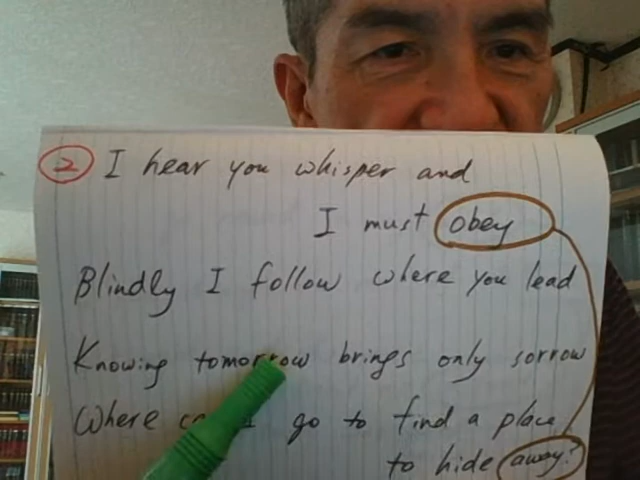 2 I hear you whisper and
I must obey
Blindly I follow where you lead
Knowing tomorrow brings only sorrow
Where I go to find a place
to hide away?